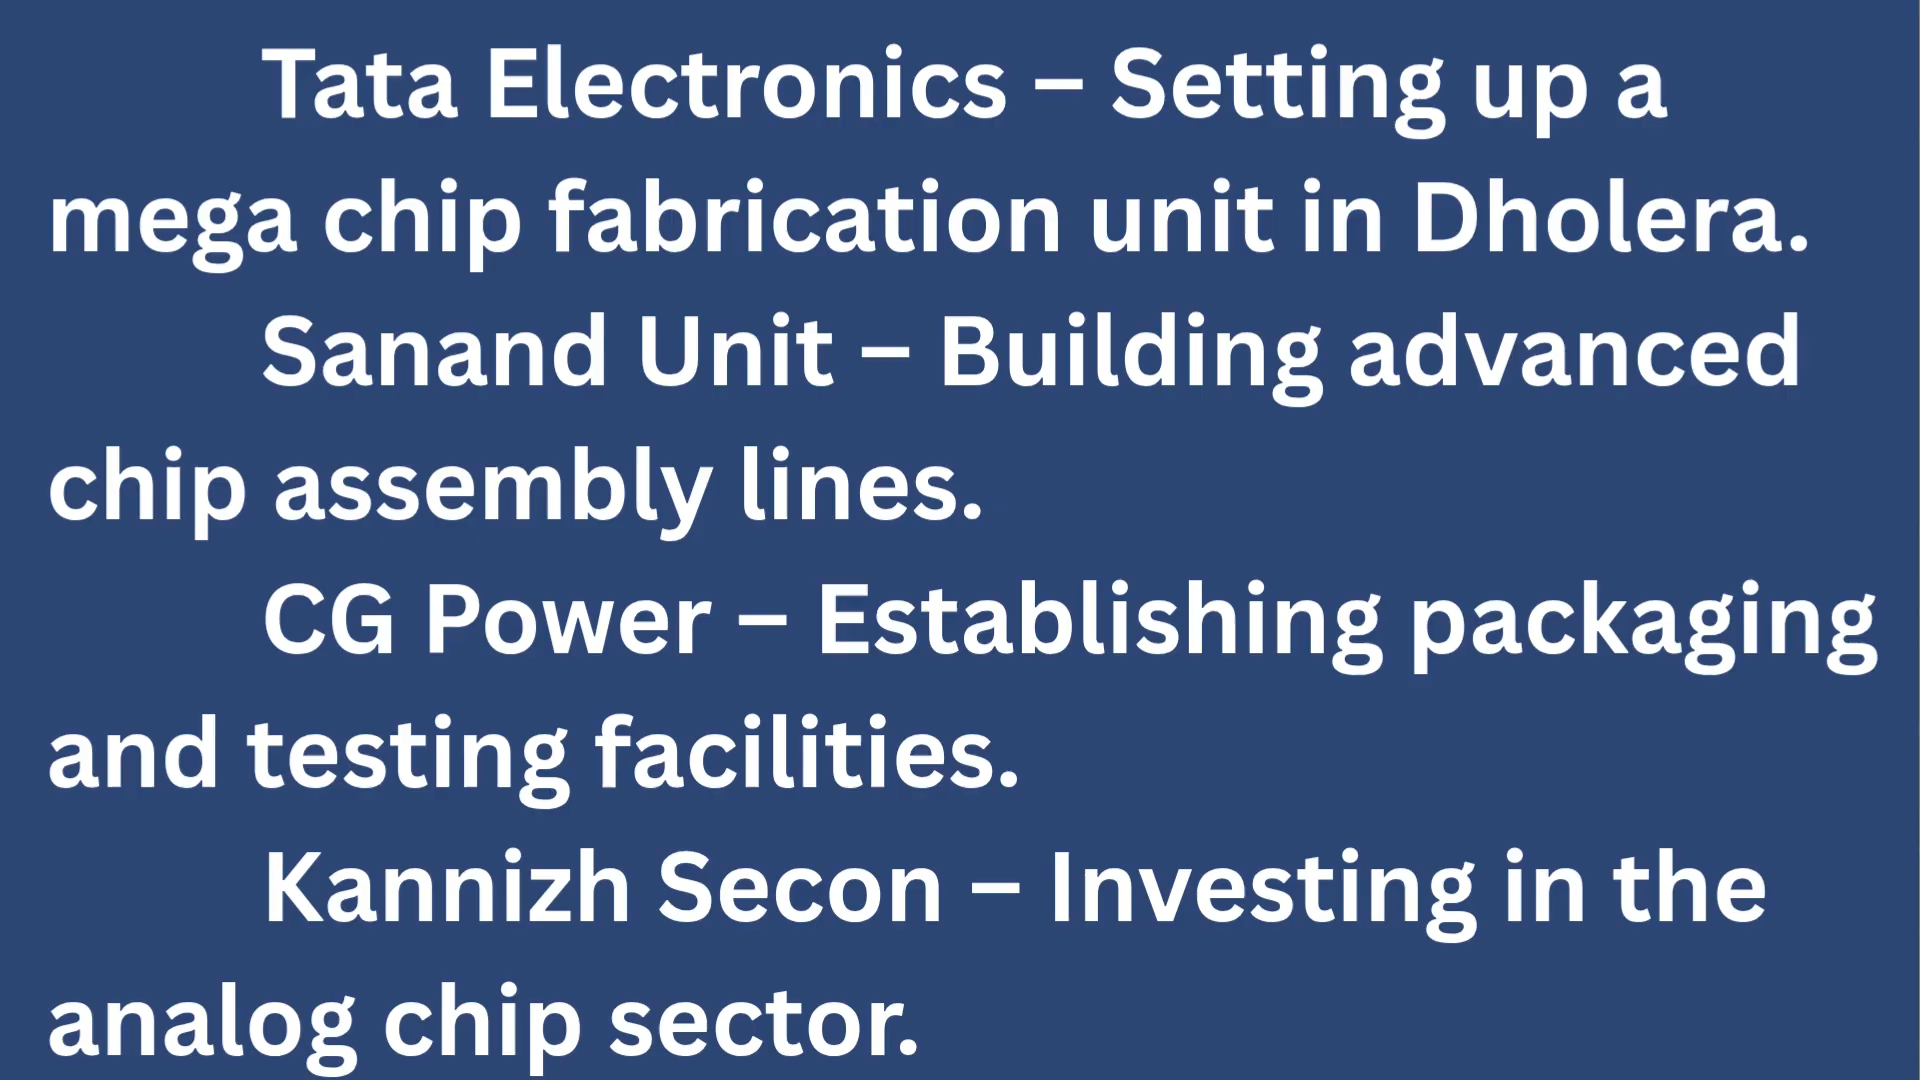 Tata Electronics – Setting up a
mega chip fabrication unit in Dholera.
Sanand Unit – Building advanced
chip assembly lines.
CG Power – Establishing packaging
and testing facilities.
Kannizh Secon – Investing in the
analog chip sector.